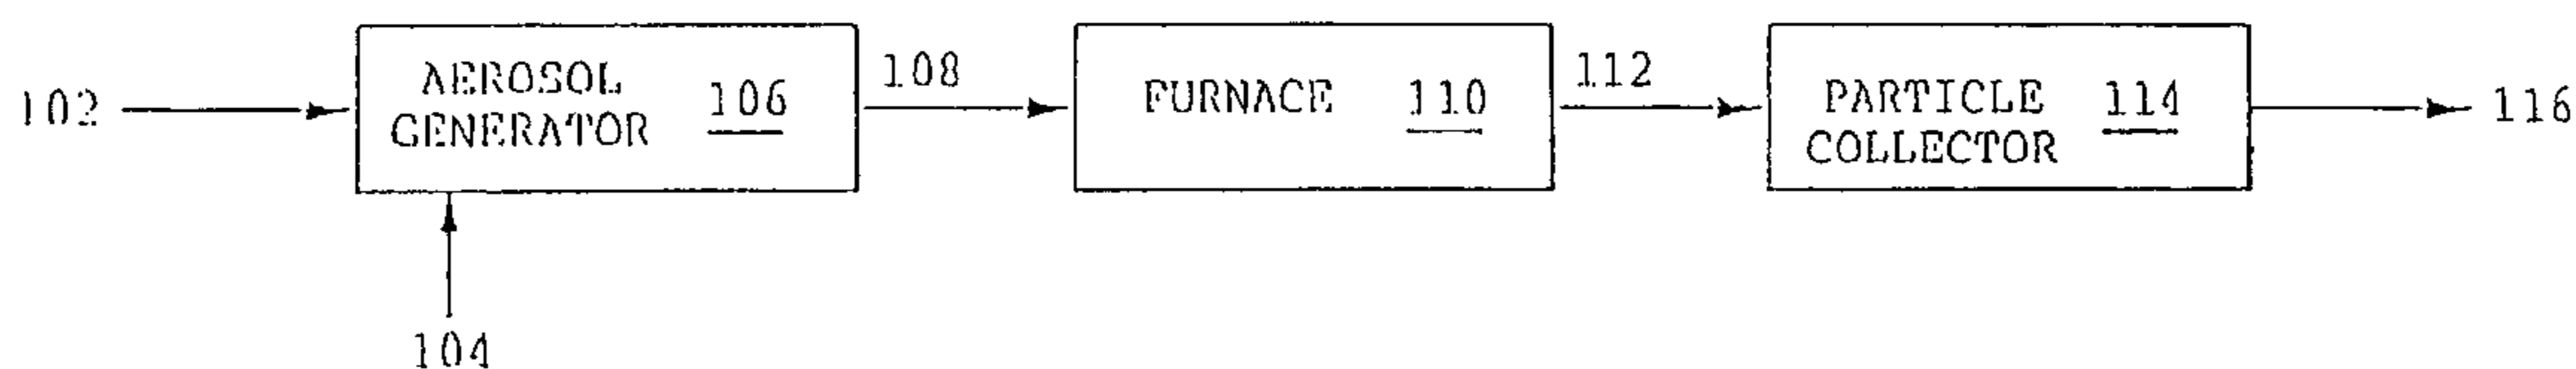 102
AEROSOL
GENERATOR 106
104
108
FURNACE 110
112
PARTICLE
COLLECTOR 114
116